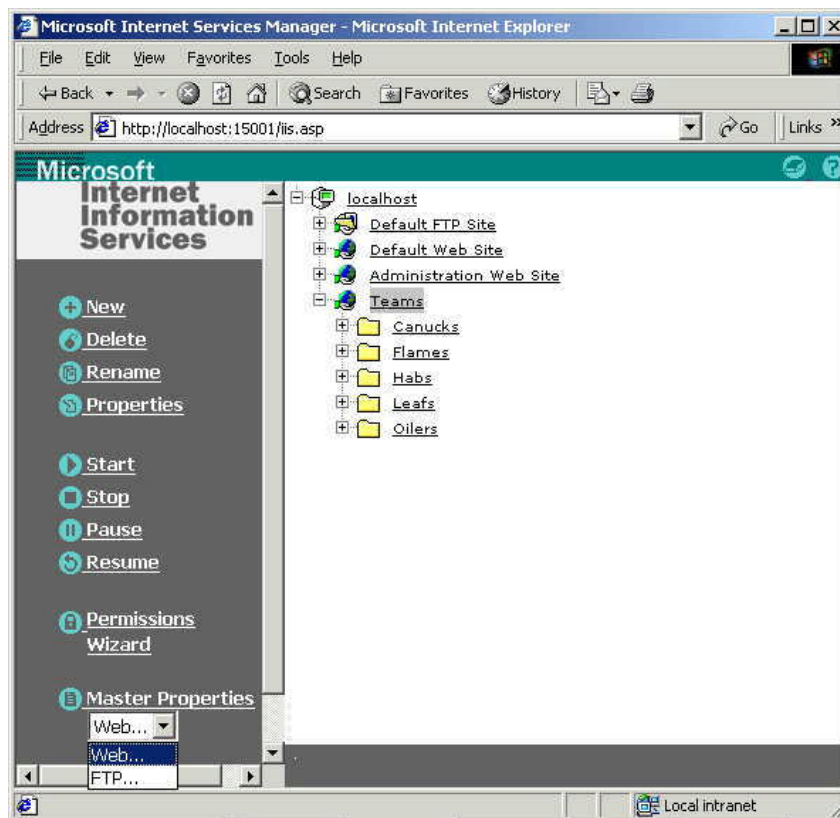 Microsoft Internet Services Manager - Microsoft Internet Explorer
File Edit View Favorites Tools Help
Back Search Favorites History
Address http://localhost:15001/iis.asp Go Links »
Microsoft
Internet
Information
Services
New
Delete
Rename
Properties
Start
Stop
Pause
Resume
Permissions
Wizard
Master Properties
Web...
Web...
FTP...
localhost
Default FTP Site
Default Web Site
Administration Web Site
Teams
Canucks
Flames
Habs
Leafs
Oilers
Local intranet